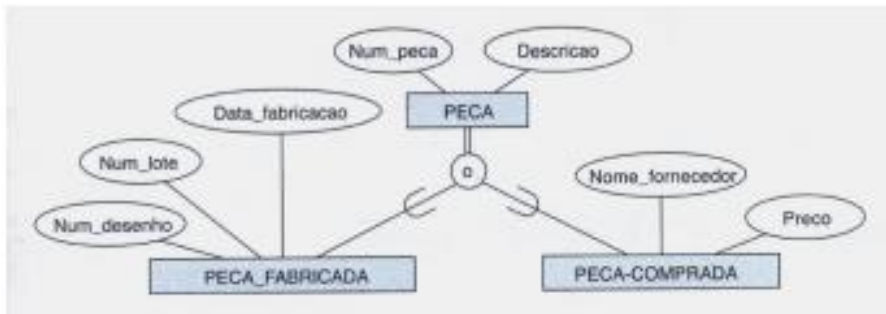 Num_peca
Descricao
Data_fabricacao
PECA
Num_lote
o
Nome_fornecedor
Num_desenho
Preco
PECA_FABRICADA
PECA-COMPRADA